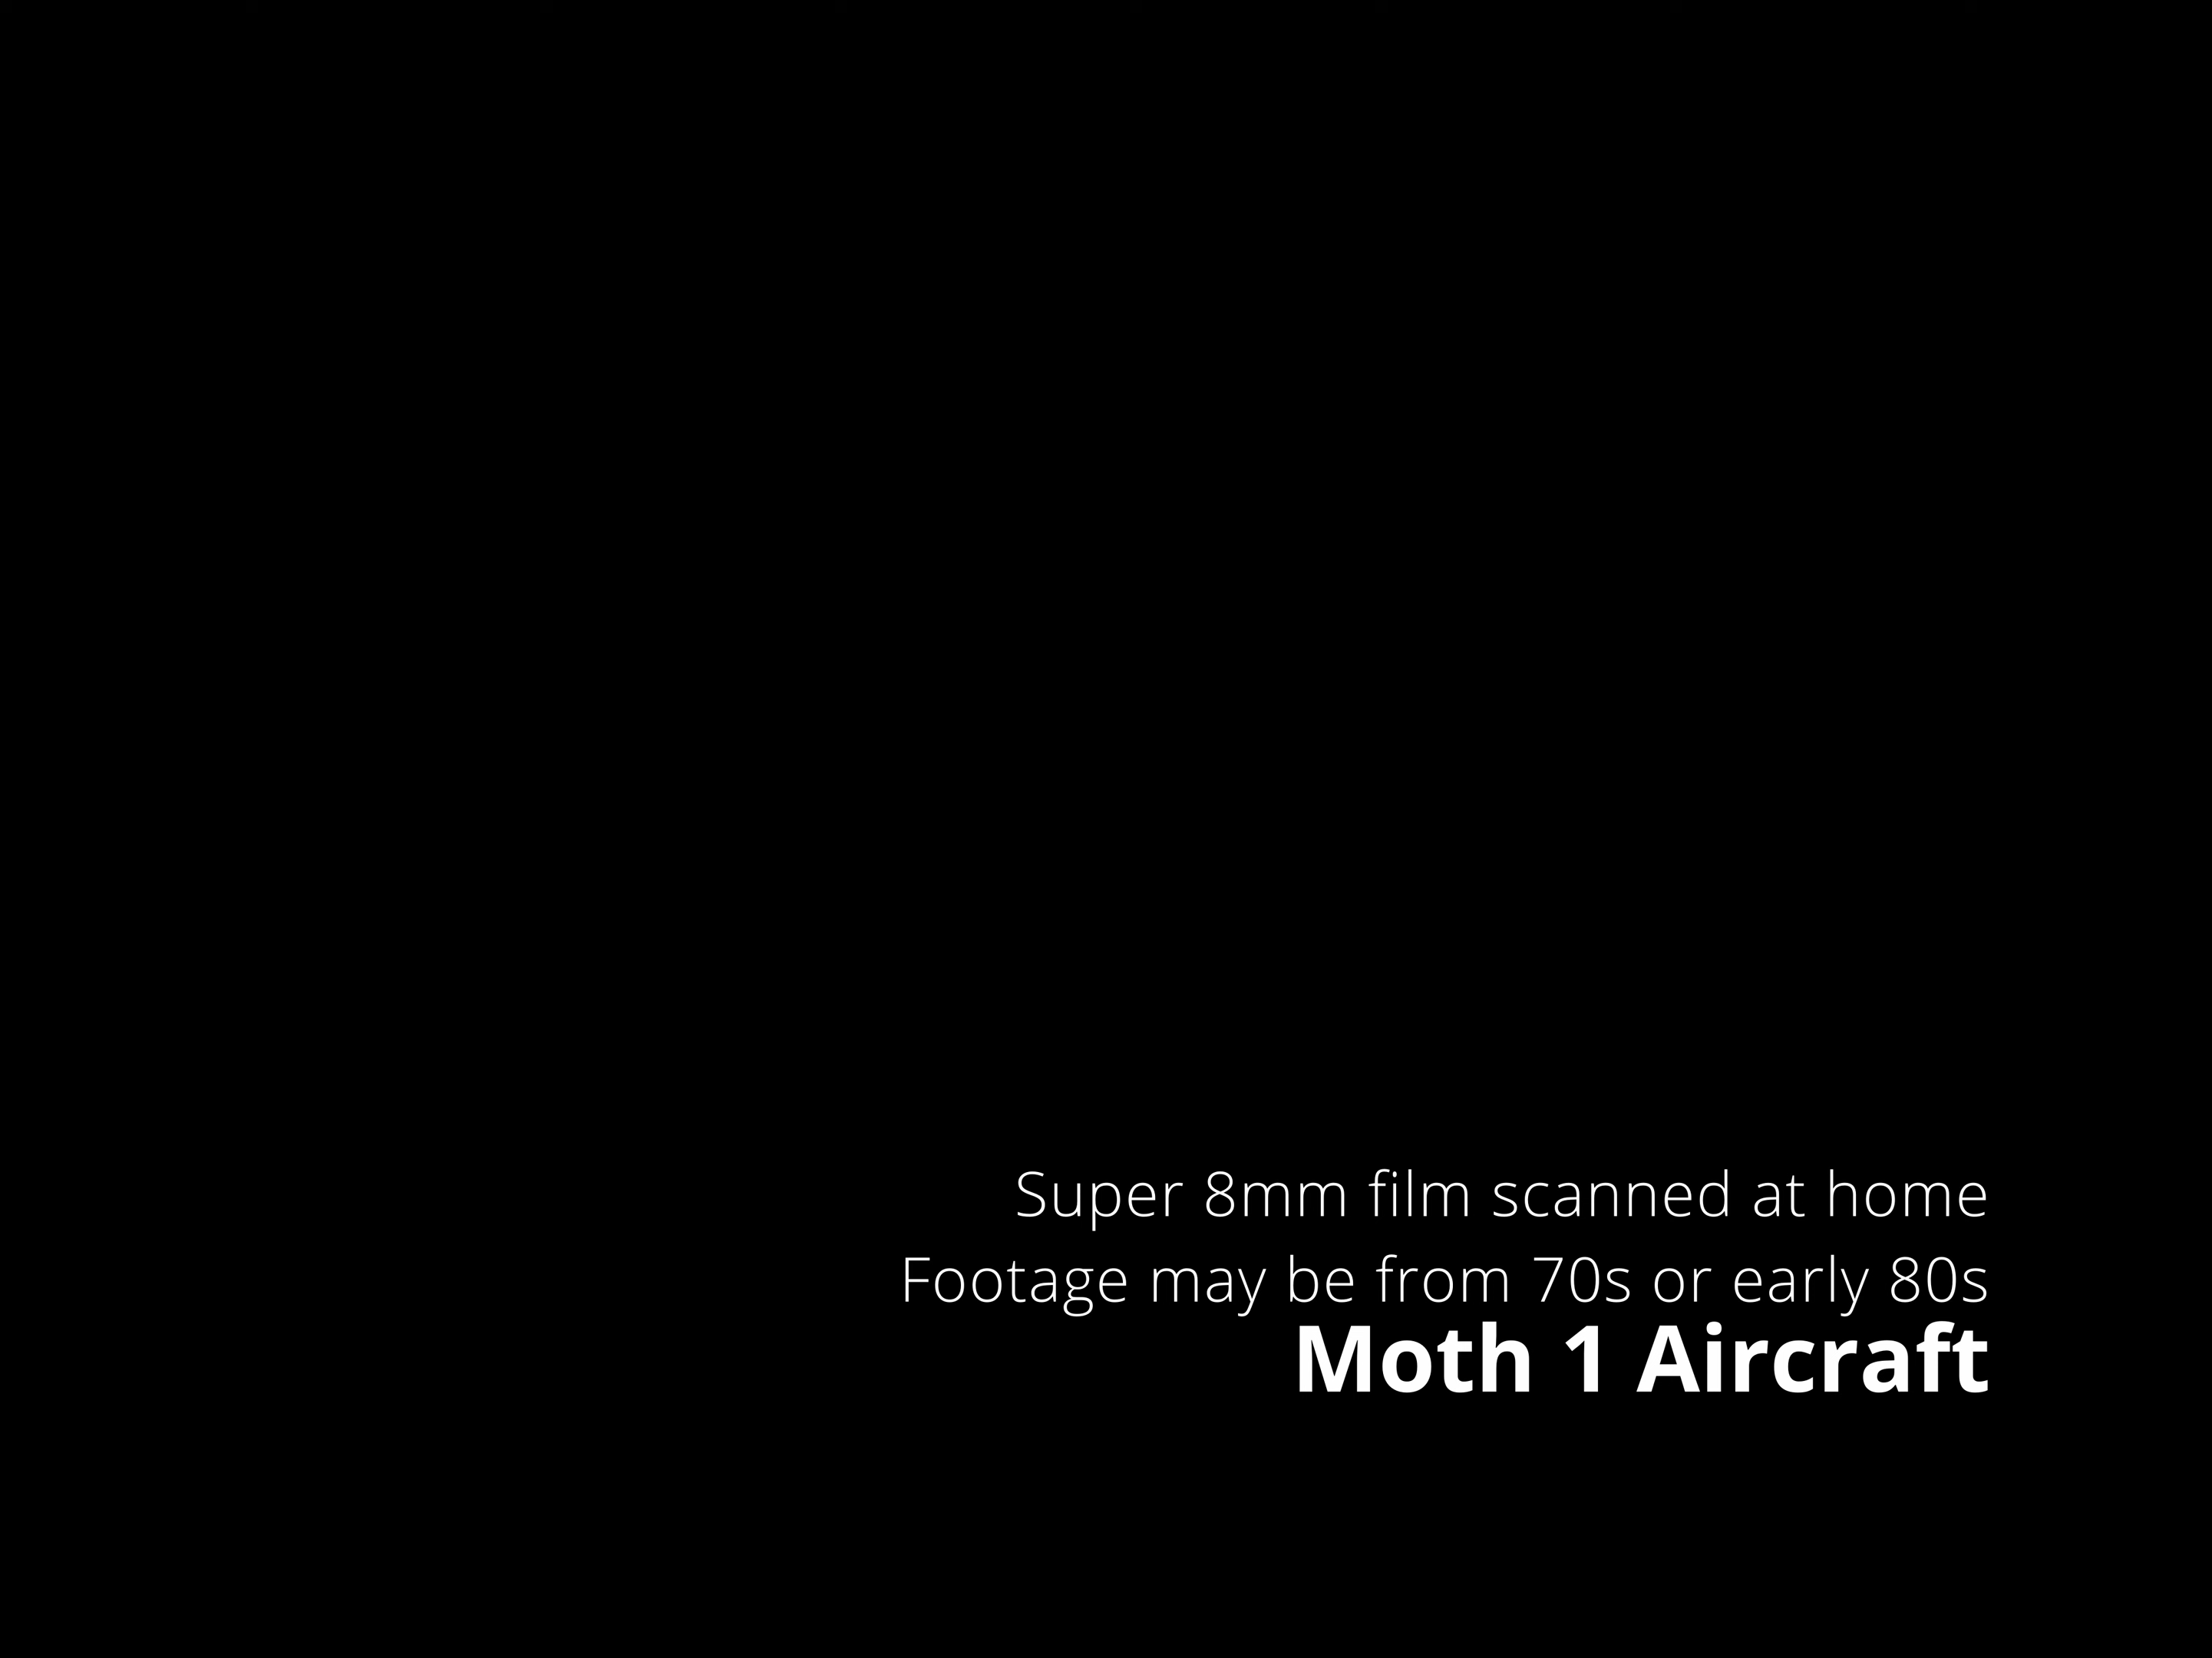 Super 8mm film scanned at home
Footage may be from 70s or early 80s
Moth 1 Aircraft